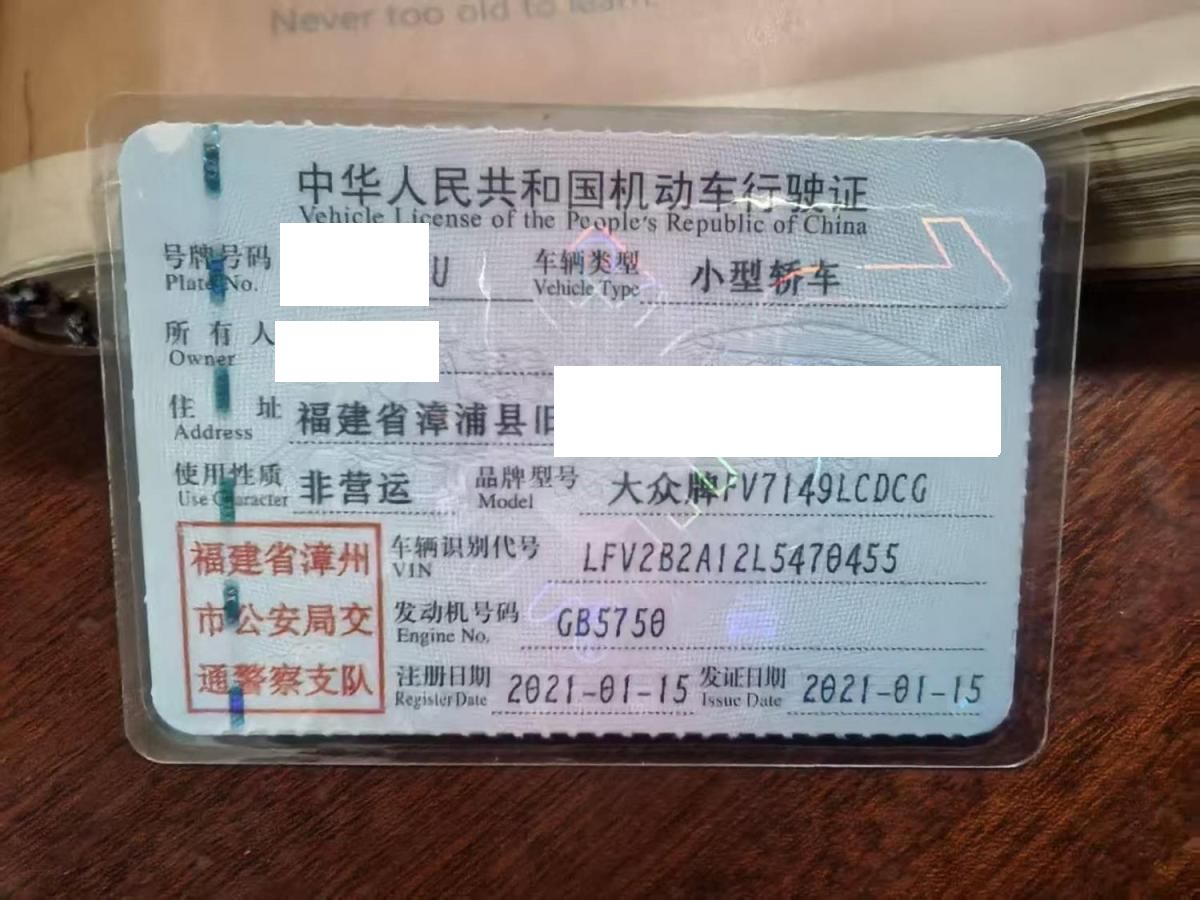 Never too old to learn.
中华人民共和国机动车行驶证
Vehicle License of the People's Republic of China
号牌号码 U 车辆类型 小型轿车
Plate No. Vehicle Type
所有人
Owner
住址 福建省漳浦县旧
Address
使用性质 非营运 品牌型号 大众牌FV7149LCDCG
Use Character Model
福建省漳州 车辆识别代号 LFV2B2A12L5470455
VIN
市公安局交 发动机号码 GB5750
Engine No.
通警察支队 注册日期 2021-01-15 发证日期 2021-01-15
Register Date Issue Date